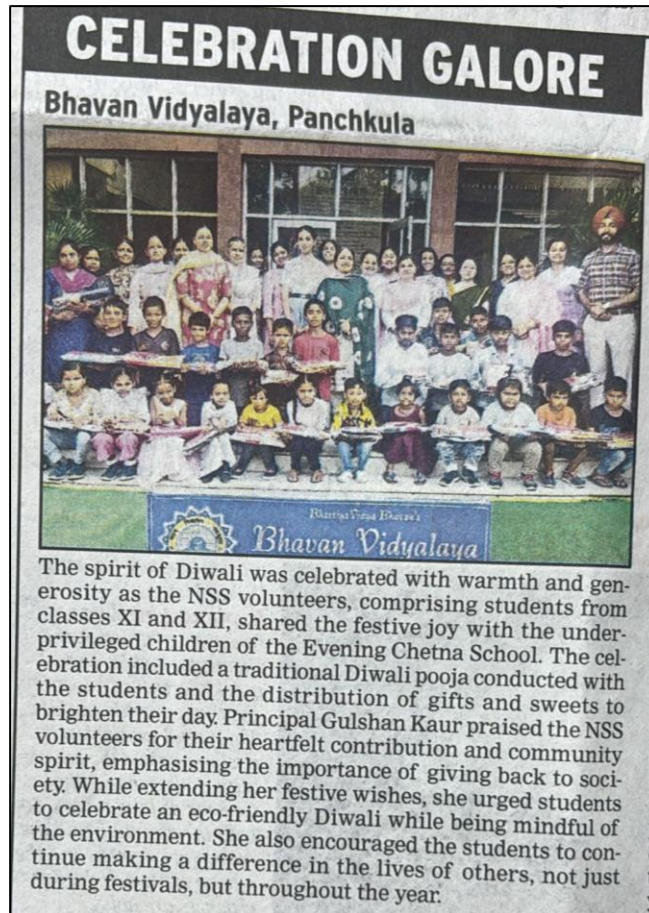 CELEBRATION GALORE
Bhavan Vidyalaya, Panchkula
Bharatiya Vidya Bhavan's
Bhavan Vidyalaya
The spirit of Diwali was celebrated with warmth and gen-
erosity as the NSS volunteers, comprising students from
classes XI and XII, shared the festive joy with the under-
privileged children of the Evening Chetna School. The cel-
ebration included a traditional Diwali pooja conducted with
the students and the distribution of gifts and sweets to
brighten their day. Principal Gulshan Kaur praised the NSS
volunteers for their heartfelt contribution and community
spirit, emphasising the importance of giving back to soci-
ety. While extending her festive wishes, she urged students
to celebrate an eco-friendly Diwali while being mindful of
the environment. She also encouraged the students to con-
tinue making a difference in the lives of others, not just
during festivals, but throughout the year.